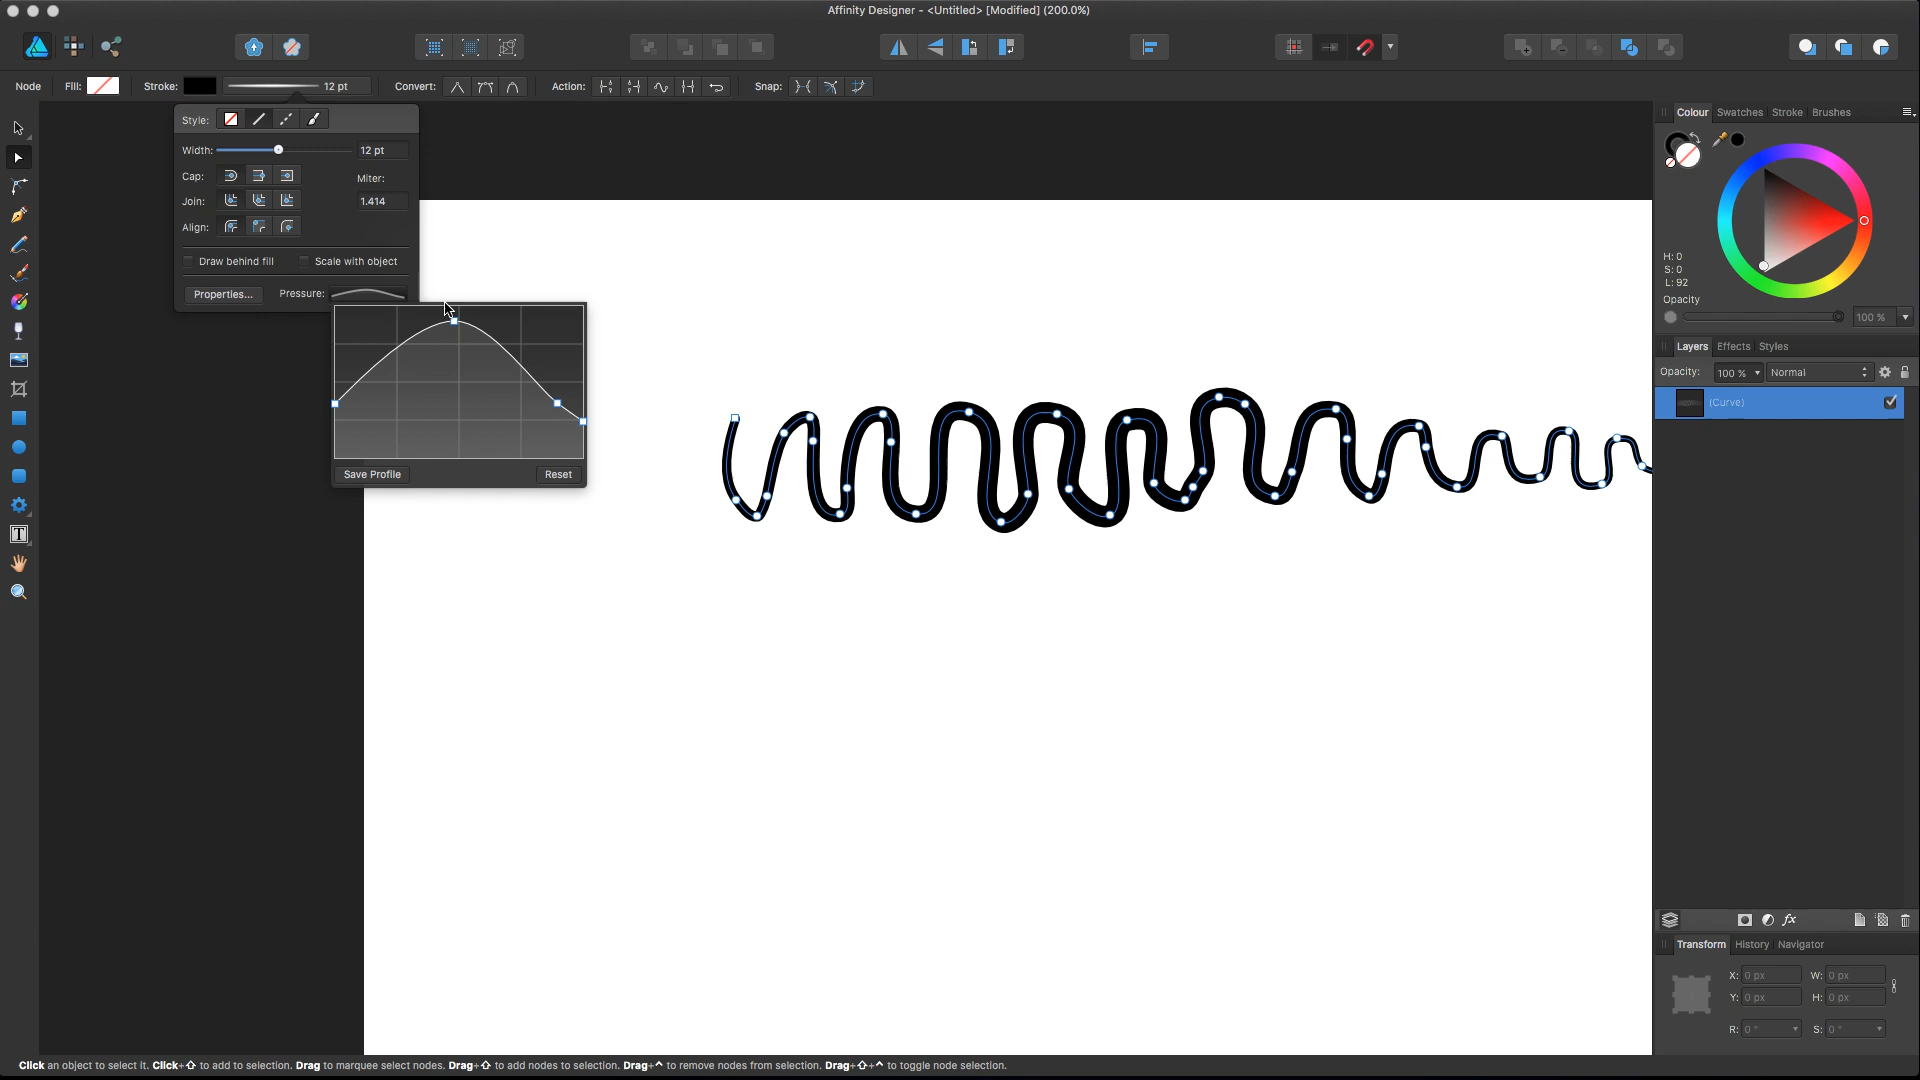 Affinity Designer - <Untitled> [Modified] (200.0%)
Node Fill: Stroke: 12 pt Convert: Action: Snap:
Style:
Width: 12 pt
Cap: Miter:
Join: 1.414
Align:
Draw behind fill Scale with object
Properties... Pressure:
Save Profile Reset
Colour Swatches Stroke Brushes
H: 0
S: 0
L: 92
Opacity
100 %
Layers Effects Styles
Opacity: 100 % Normal
(Curve)
fx
Transform History Navigator
X: 0 px W: 0 px
Y: 0 px H: 0 px
R: 0 ° S: 0 °
Click an object to select it. Click+⇧ to add to selection. Drag to marquee select nodes. Drag+⇧ to add nodes to selection. Drag+^ to remove nodes from selection. Drag+⇧+^ to toggle node selection.